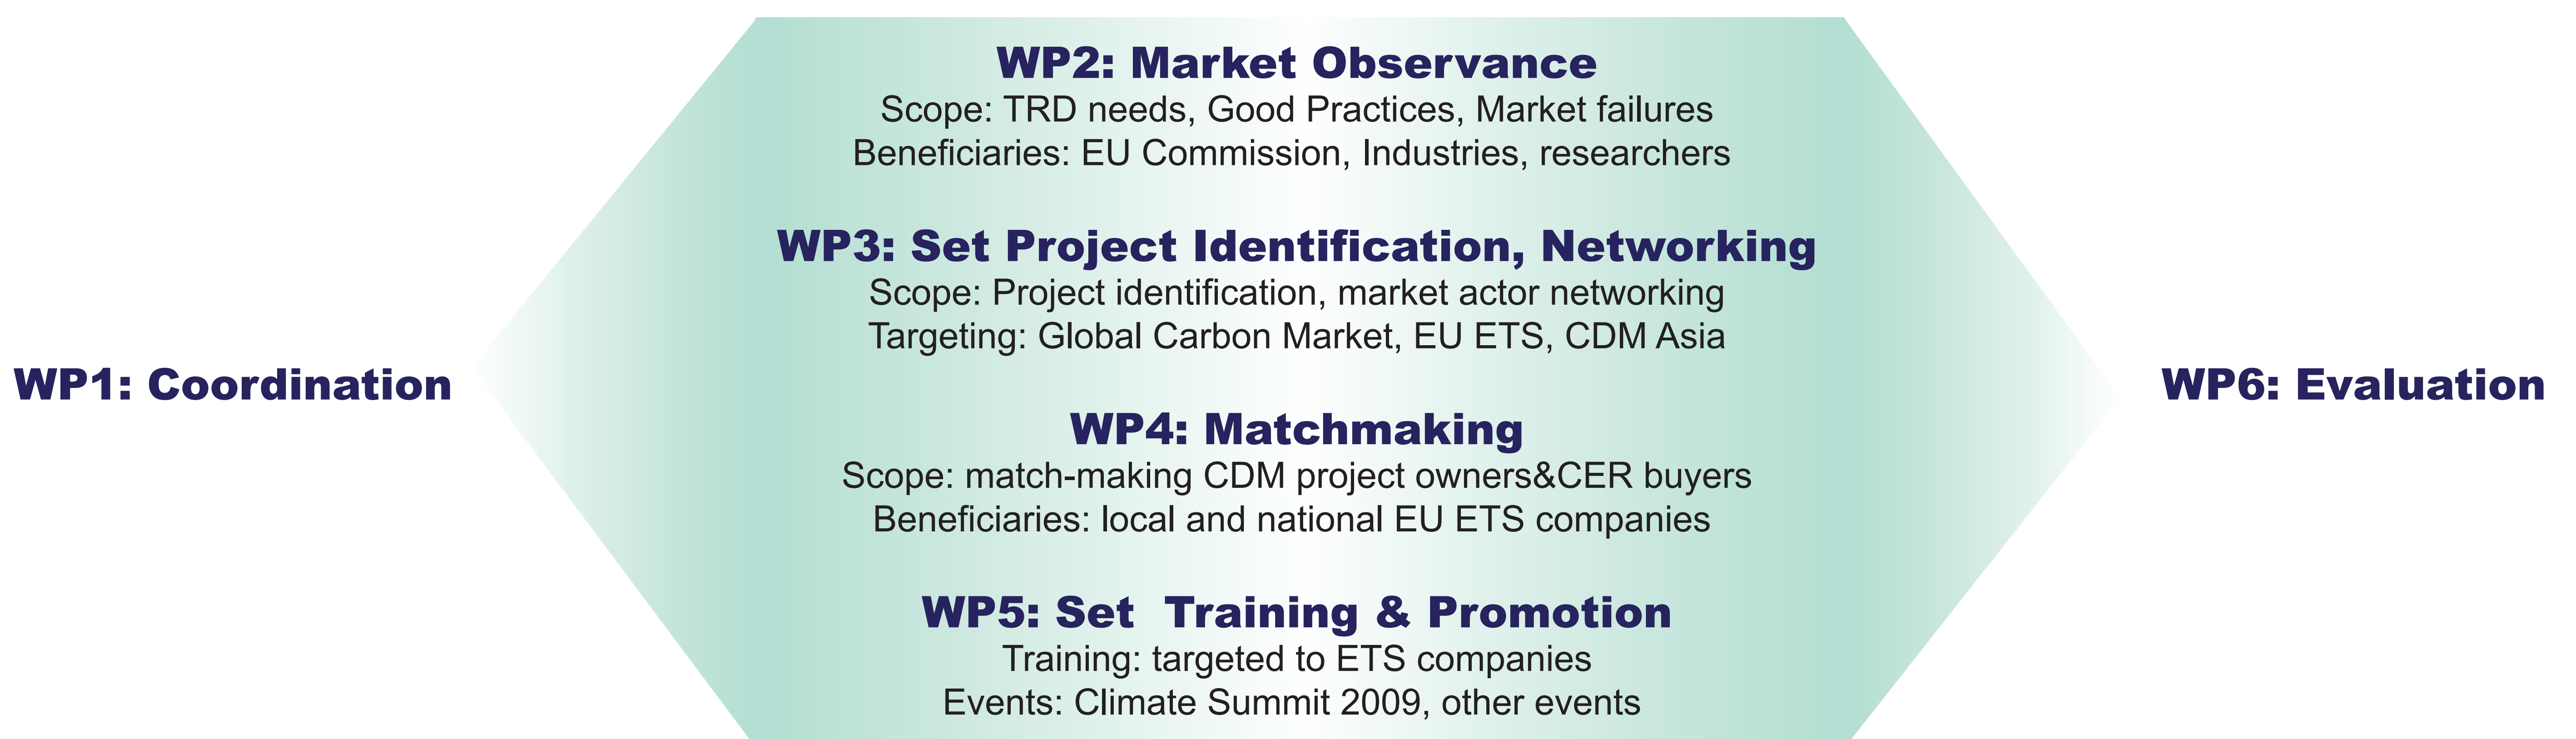 WP2: Market Observance
Scope: TRD needs, Good Practices, Market failures
Beneficiaries: EU Commission, Industries, researchers
WP3: Set Project Identification, Networking
Scope: Project identification, market actor networking
Targeting: Global Carbon Market, EU ETS, CDM Asia
WP1: Coordination
WP6: Evaluation
WP4: Matchmaking
Scope: match-making CDM project owners&CER buyers
Beneficiaries: local and national EU ETS companies
WP5: Set  Training & Promotion
Training: targeted to ETS companies
Events: Climate Summit 2009, other events